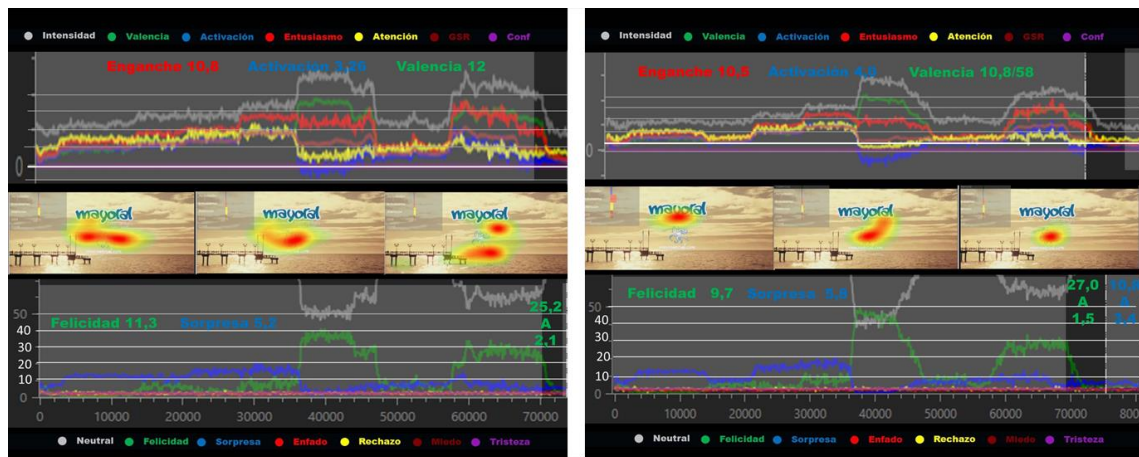 Intensidad Valencia Activación Entusiasmo Atención GSR Conf
Enganche 10,8 Activación 3,26 Valencia 12
0
mayoral mayoral mayoral
50
40
30
20
10
0
Felicidad 11,3 Sorpresa 5,2
25,2
A
2,1
0 10000 20000 30000 40000 50000 60000 70000
Neutral Felicidad Sorpresa Enfado Rechazo Miedo Tristeza
Intensidad Valencia Activación Entusiasmo Atención GSR Conf
Enganche 10,5 Activación Valencia 10,8/58
0
mayoral mayoral mayoral
50
40
30
20
10
0
Felicidad 9,7 Sorpresa 5,8
27,0
A
1,5
A
0 10000 20000 30000 40000 50000 60000 70000 8000
Neutral Felicidad Sorpresa Enfado Rechazo Miedo Tristeza